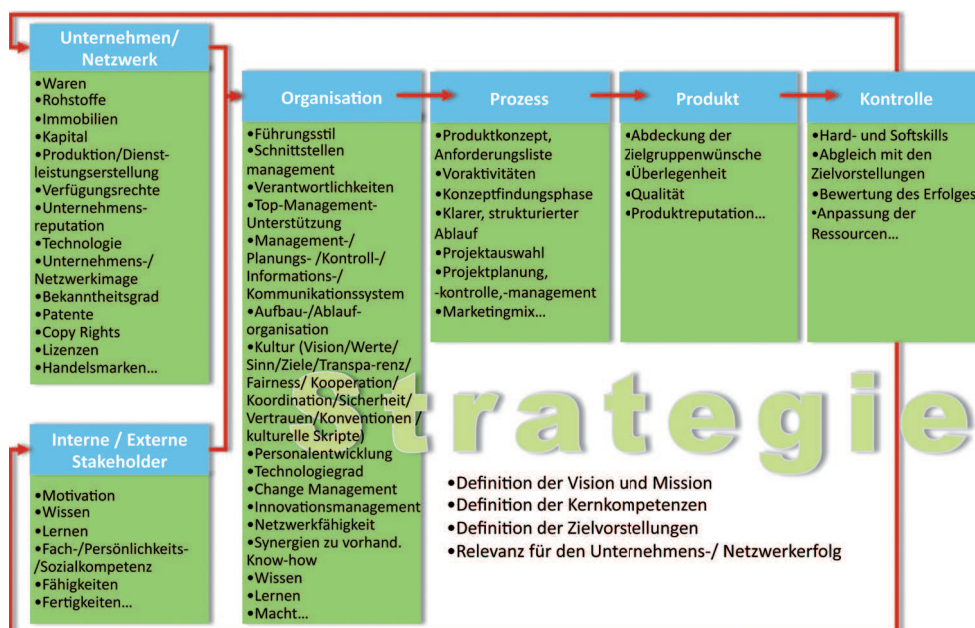 Unternehmen/
Netzwerk
•Waren
•Rohstoffe
•Immobilien
•Kapital
•Produktion/Dienst-
leistungserstellung
•Verfügungsrechte
•Unternehmens-
reputation
•Technologie
•Unternehmens-/
Netzwerkimage
•Bekanntheitsgrad
•Patente
•Copy Rights
•Lizenzen
•Handelsmarken...
Interne / Externe
Stakeholder
•Motivation
•Wissen
•Lernen
•Fach-/Persönlichkeits-
/Sozialkompetenz
•Fähigkeiten
•Fertigkeiten...
Organisation
•Führungsstil
•Schnittstellen
management
•Verantwortlichkeiten
•Top-Management-
Unterstützung
•Management-/
Planungs- /Kontroll-/
Informations-/
Kommunikationssystem
•Aufbau-/Ablauf-
organisation
•Kultur (Vision/Werte/
Sinn/Ziele/Transpa-renz/
Fairness/ Kooperation/
Koordination/Sicherheit/
Vertrauen/Konventionen /
kulturelle Skripte)
•Personalentwicklung
•Technologiegrad
•Change Management
•Innovationsmanagement
•Netzwerkfähigkeit
•Synergien zu vorhand.
Know-how
•Wissen
•Lernen
•Macht...
Prozess
•Produktkonzept,
Anforderungsliste
•Voraktivitäten
•Konzeptfindungsphase
•Klarer, strukturierter
Ablauf
•Projektauswahl
•Projektplanung,
-kontrolle,-management
•Marketingmix...
Produkt
•Abdeckung der
Zielgruppenwünsche
•Überlegenheit
•Qualität
•Produktreputation...
Kontrolle
•Hard- und Softskills
•Abgleich mit den
Zielvorstellungen
•Bewertung des Erfolges
•Anpassung der
Ressourcen...
Strategie
•Definition der Vision und Mission
•Definition der Kernkompetenzen
•Definition der Zielvorstellungen
•Relevanz für den Unternehmens-/ Netzwerkerfolg